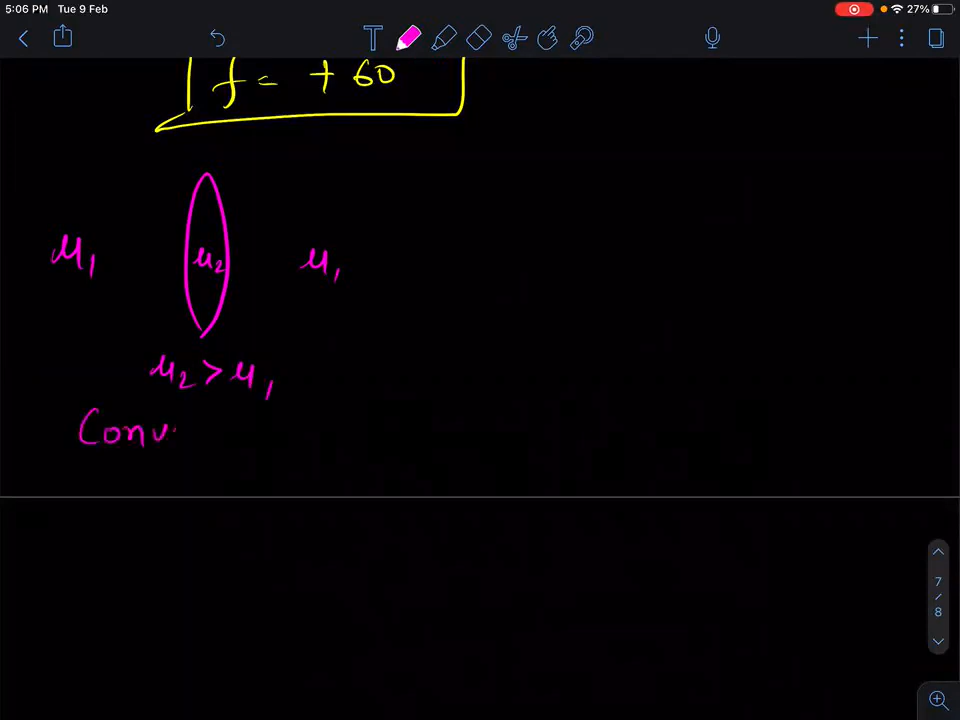 5:06 PM Tue 9 Feb 27%
T
f = + 60
μ₁ μ₂ μ₁
μ₂ > μ₁
Conv
7
/
8